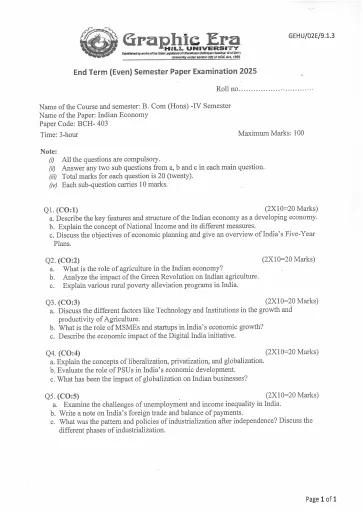 GEHU/02E/9.1.3
Graphic Era
HILL UNIVERSITY
End Term (Even) Semester Paper Examination 2025
Roll no..............................
Name of the Course and semester: B. Com (Hons) -IV Semester
Name of the Paper: Indian Economy
Paper Code: BCH- 403
Time: 3-hour Maximum Marks: 100
Note:
(i) All the questions are compulsory.
(ii) Answer any two sub questions from a, b and c in each main question.
(iii) Total marks for each question is 20 (twenty).
(iv) Each sub-question carries 10 marks.
Q1. (CO:1) (2X10=20 Marks)
a. Describe the key features and structure of the Indian economy as a developing economy.
b. Explain the concept of National Income and its different measures.
c. Discuss the objectives of economic planning and give an overview of India's Five-Year
Plans.
Q2. (CO:2) (2X10=20 Marks)
a. What is the role of agriculture in the Indian economy?
b. Analyze the impact of the Green Revolution on Indian agriculture.
c. Explain various rural poverty alleviation programs in India.
Q3. (CO:3) (2X10=20 Marks)
a. Discuss the different factors like Technology and Institutions in the growth and
productivity of Agriculture.
b. What is the role of MSMEs and startups in India's economic growth?
c. Describe the economic impact of the Digital India initiative.
Q4. (CO:4) (2X10=20 Marks)
a. Explain the concepts of liberalization, privatization, and globalization.
b. Evaluate the role of PSUs in India's economic development.
c. What has been the impact of globalization on Indian businesses?
Q5. (CO:5) (2X10=20 Marks)
a. Examine the challenges of unemployment and income inequality in India.
b. Write a note on India's foreign trade and balance of payments.
c. What was the pattern and policies of industrialization after independence? Discuss the
different phases of industrialization.
Page 1 of 1